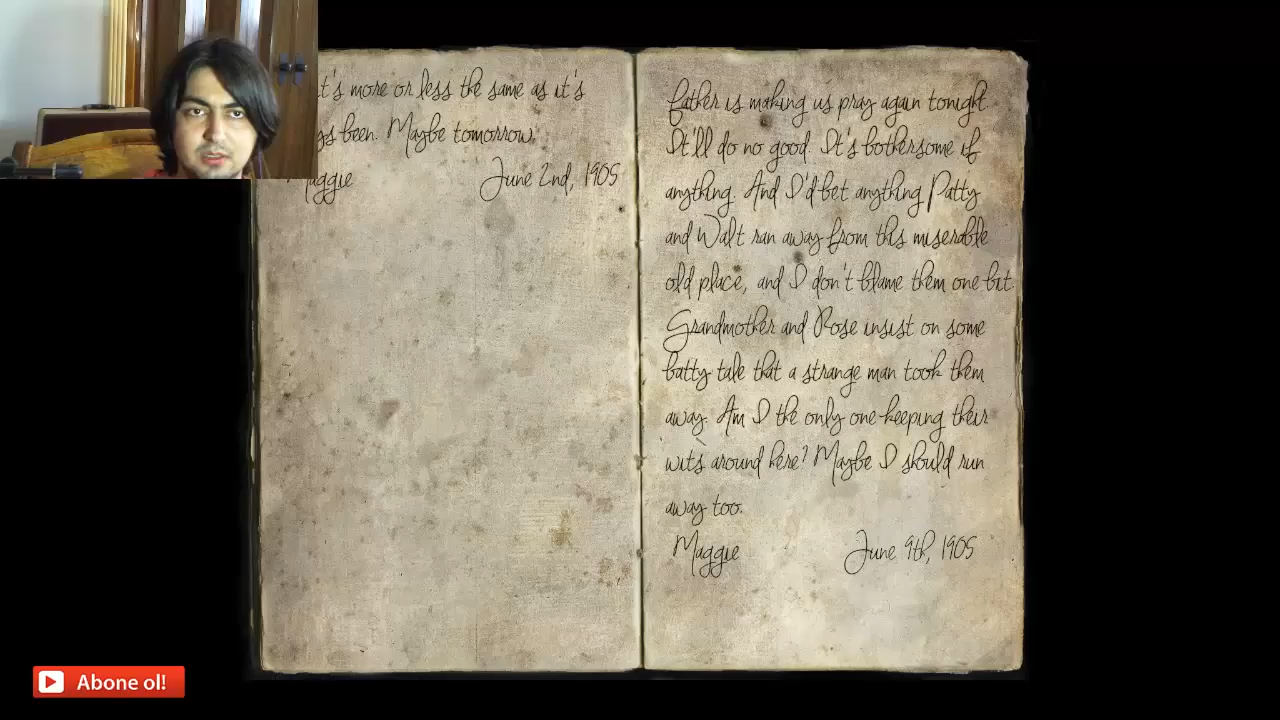 it's more or less the same as it's
been. Maybe tomorrow.
Maggie June 2nd, 1905
Father is making us pray again tonight.
It'll do no good. It's bothersome if
anything. And I'd bet anything Patty
and Walt ran away from this miserable
old place, and I don't blame them one bit.
Grandmother and Rose insist on some
batty tale that a strange man took them
away. Am I the only one keeping their
wits around here? Maybe I should run
away too.
Maggie June 9th, 1905
Abone ol!